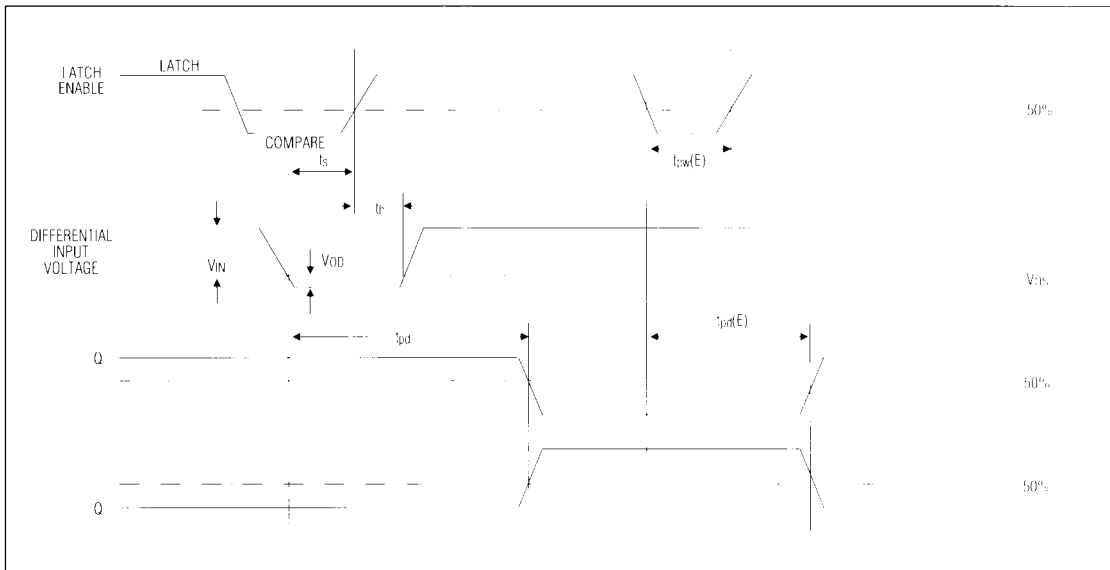 LATCH
LATCH
ENABLE
50%
COMPARE
ts
tpw(E)
th
DIFFERENTIAL
INPUT
VOLTAGE
VIN
VOD
VOS
tpd
tpd(E)
Q
50%
50%
Q